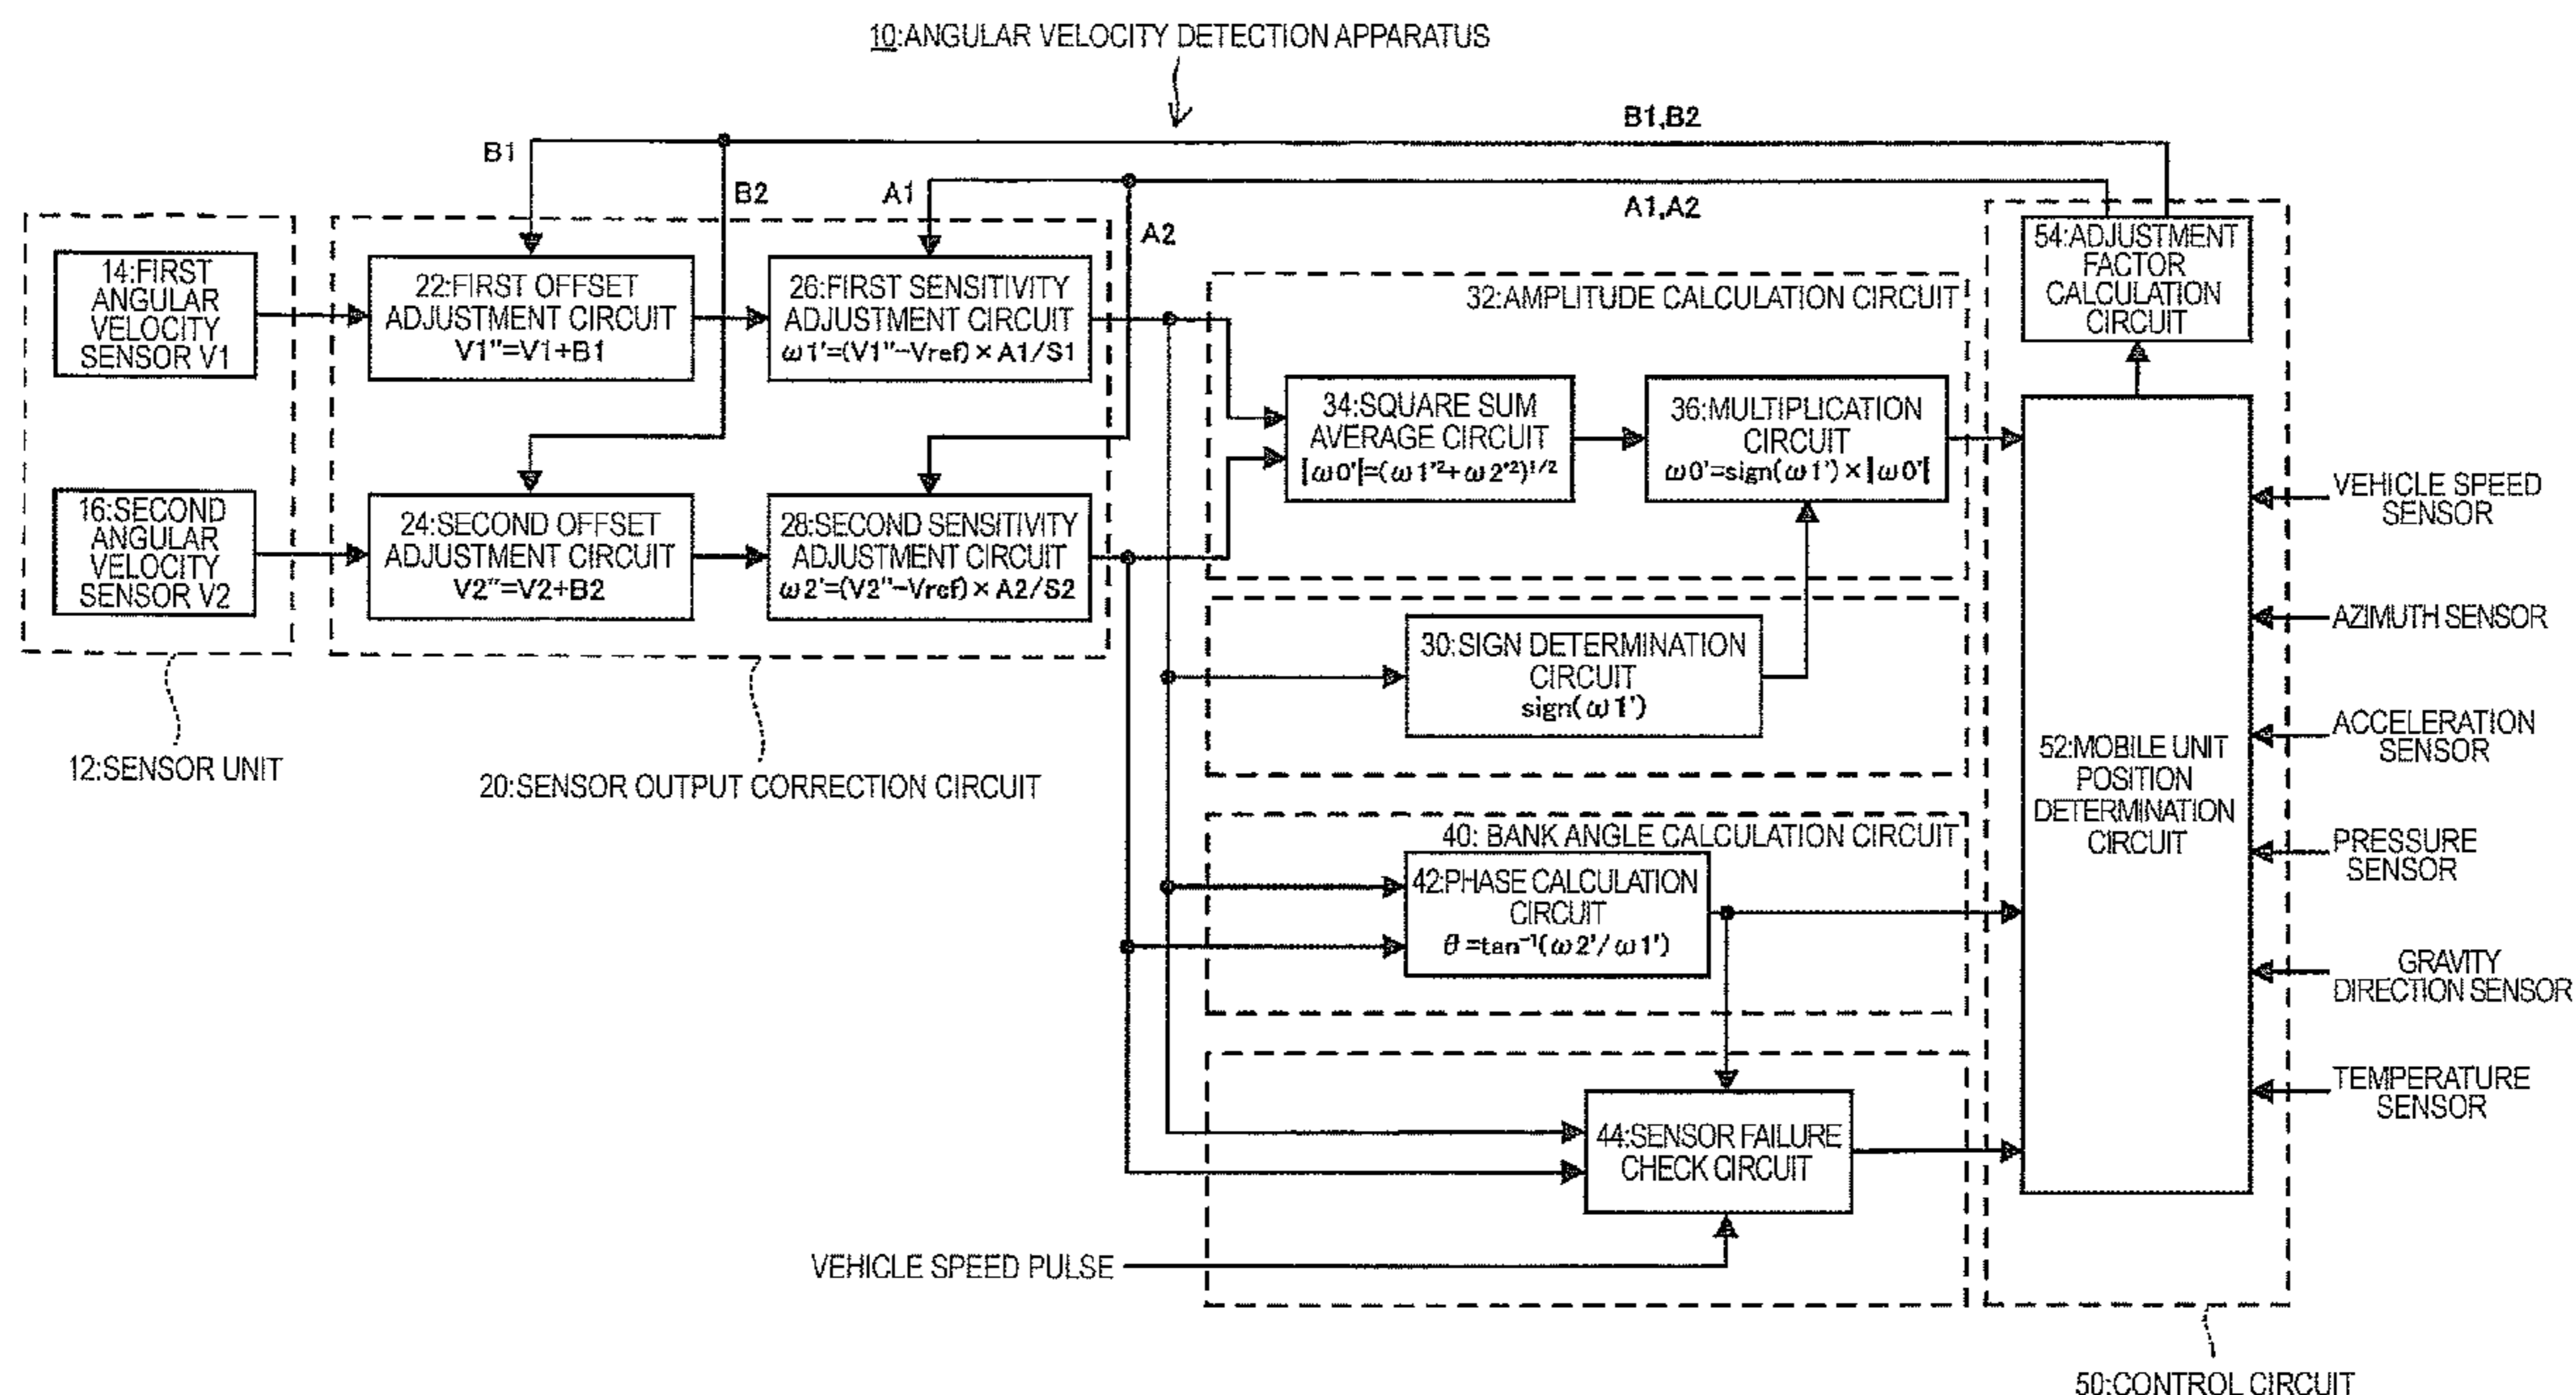 10:ANGULAR VELOCITY DETECTION APPARATUS
B1,B2
B1
B2
A1
A1,A2
A2
14:FIRST
ANGULAR
VELOCITY
SENSOR V1
22:FIRST OFFSET
ADJUSTMENT CIRCUIT
V1''=V1+B1
26:FIRST SENSITIVITY
ADJUSTMENT CIRCUIT
ω1'=(V1''-Vref)×A1/S1
16:SECOND
ANGULAR
VELOCITY
SENSOR V2
24:SECOND OFFSET
ADJUSTMENT CIRCUIT
V2''=V2+B2
28:SECOND SENSITIVITY
ADJUSTMENT CIRCUIT
ω2'=(V2''-Vref)×A2/S2
12:SENSOR UNIT
20:SENSOR OUTPUT CORRECTION CIRCUIT
32:AMPLITUDE CALCULATION CIRCUIT
34:SQUARE SUM
AVERAGE CIRCUIT
|ω0'|=(ω1'²+ω2'²)¹/²
36:MULTIPLICATION
CIRCUIT
ω0'=sign(ω1')×|ω0'|
30:SIGN DETERMINATION
CIRCUIT
sign(ω1')
40: BANK ANGLE CALCULATION CIRCUIT
42:PHASE CALCULATION
CIRCUIT
θ=tan⁻¹(ω2'/ω1')
44:SENSOR FAILURE
CHECK CIRCUIT
VEHICLE SPEED PULSE
54:ADJUSTMENT
FACTOR
CALCULATION
CIRCUIT
52:MOBILE UNIT
POSITION
DETERMINATION
CIRCUIT
VEHICLE SPEED
SENSOR
AZIMUTH SENSOR
ACCELERATION
SENSOR
PRESSURE
SENSOR
GRAVITY
DIRECTION SENSOR
TEMPERATURE
SENSOR
50:CONTROL CIRCUIT